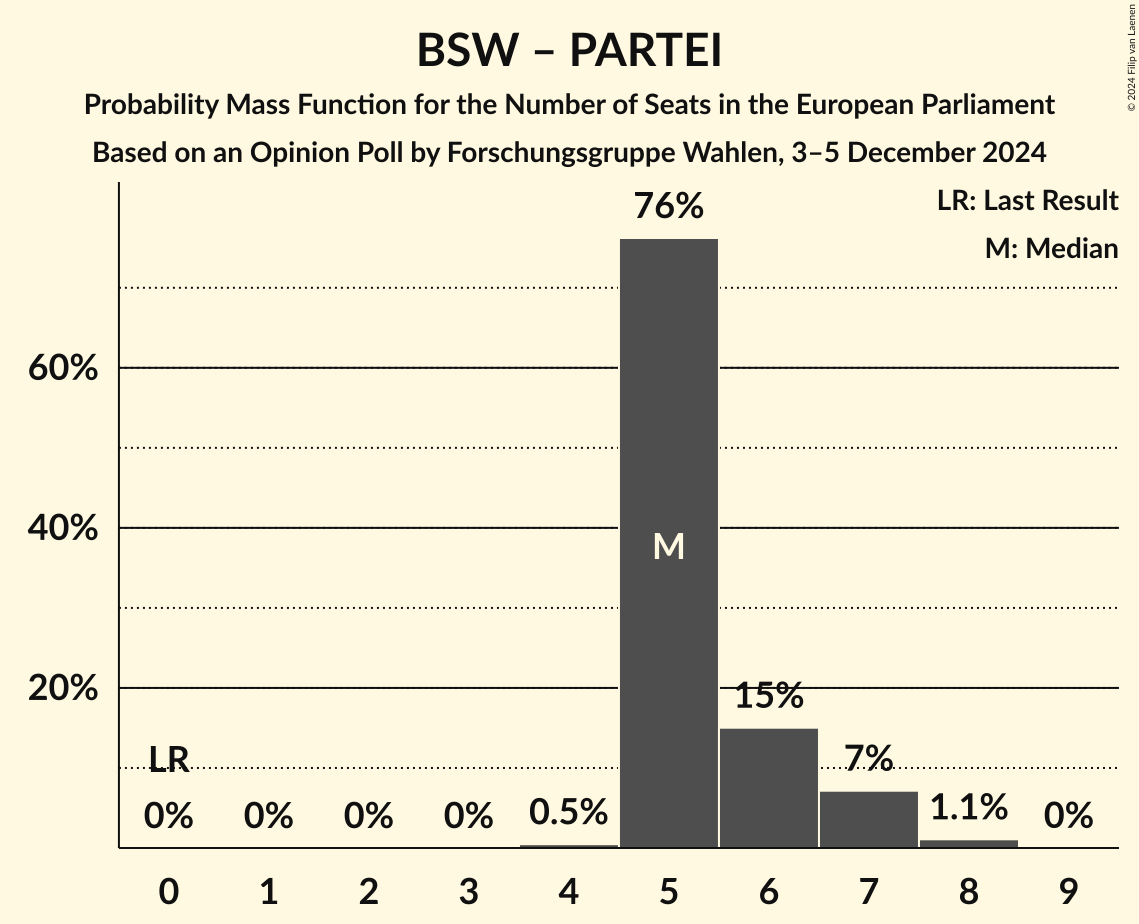 BSW – PARTEI
Probability Mass Function for the Number of Seats in the European Parliament
Based on an Opinion Poll by Forschungsgruppe Wahlen, 3–5 December 2024
© 2024 Filip van Laenen
LR: Last Result
M: Median
76%
60%
40%
20%
M
15%
LR
7%
0% 0% 0% 0% 0.5% 1.1% 0%
0 1 2 3 4 5 6 7 8 9